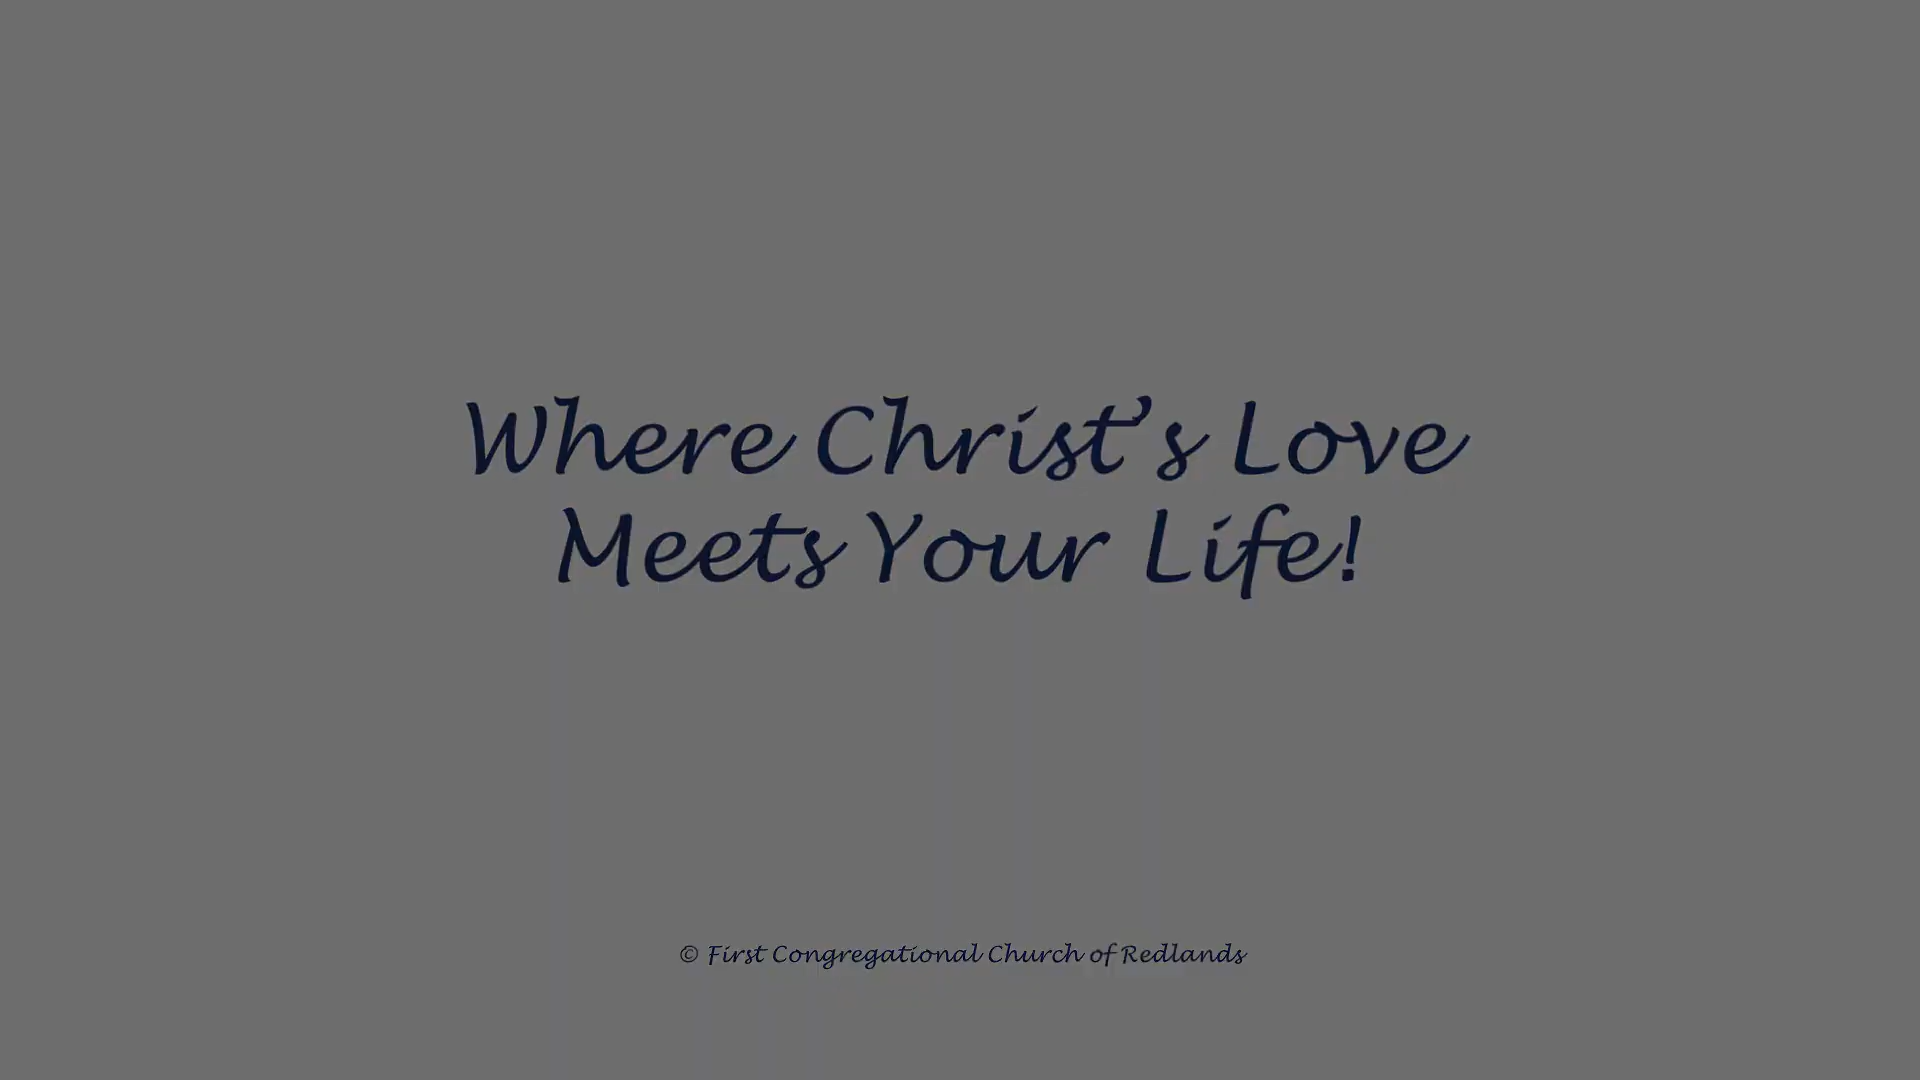 Where Christ’s Love
Meets Your Life!
© First Congregational Church of Redlands